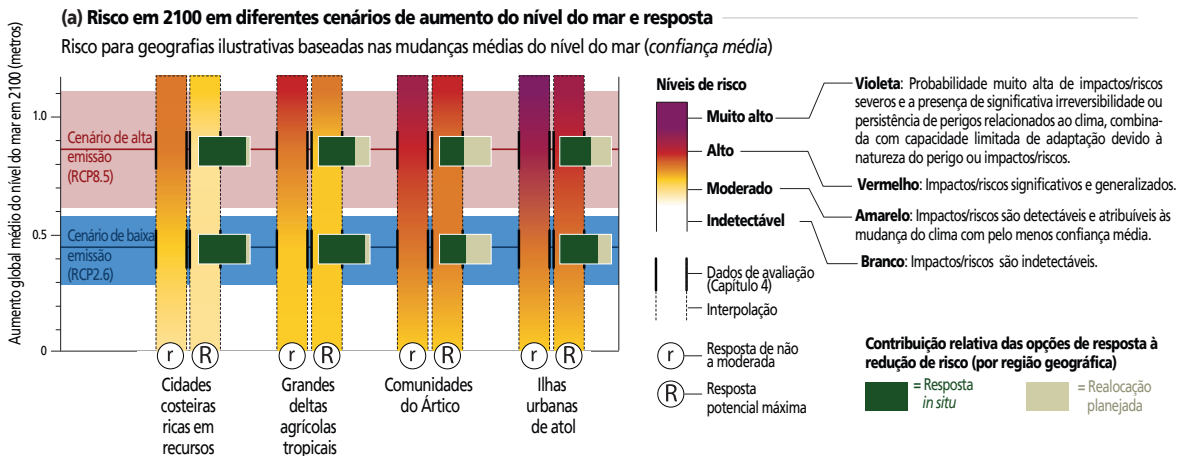 (a) Risco em 2100 em diferentes cenários de aumento do nível do mar e resposta
Risco para geografias ilustrativas baseadas nas mudanças médias do nível do mar (confiança média)
Aumento global médio do nível do mar em 2100 (metros)
1.0
0.5
0
Cenário de alta
emissão
(RCP8.5)
Cenário de baixa
emissão
(RCP2.6)
r
R
r
R
r
R
r
R
Cidades
costeiras
ricas em
recursos
Grandes
deltas
agrícolas
tropicais
Comunidades
do Ártico
Ilhas
urbanas
de atol
Níveis de risco
Muito alto
Alto
Moderado
Indetectável
Dados de avaliação
(Capítulo 4)
Interpolação
r
Resposta de não
a moderada
R
Resposta
potencial máxima
Violeta: Probabilidade muito alta de impactos/riscos
severos e a presença de significativa irreversibilidade ou
persistência de perigos relacionados ao clima, combina-
da com capacidade limitada de adaptação devido à
natureza do perigo ou impactos/riscos.
Vermelho: Impactos/riscos significativos e generalizados.
Amarelo: Impactos/riscos são detectáveis e atribuíveis às
mudança do clima com pelo menos confiança média.
Branco: Impactos/riscos são indetectáveis.
Contribuição relativa das opções de resposta à
redução de risco (por região geográfica)
= Resposta
in situ
= Realocação
planejada